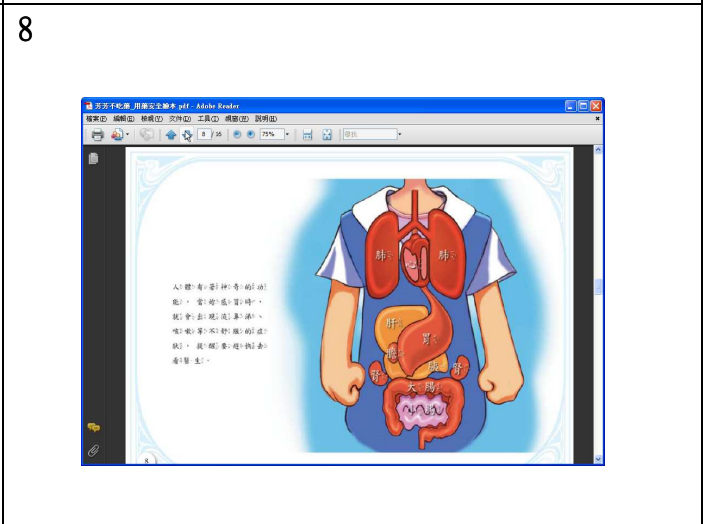 8
芳芳不吃藥_用藥安全繪本.pdf - Adobe Reader
檔案(F) 編輯(E) 檢視(V) 文件(D) 工具(T) 視窗(W) 說明(H)
8 / 16 75% 尋找
人體有著神奇的功
能，當妳感冒時，
就會出現流鼻涕、
咳嗽等不舒服的症
狀，提醒要趕快去
看醫生。
肺 心 肺
肝 胃
膽 胰
腎 腎
大腸
小腸
8